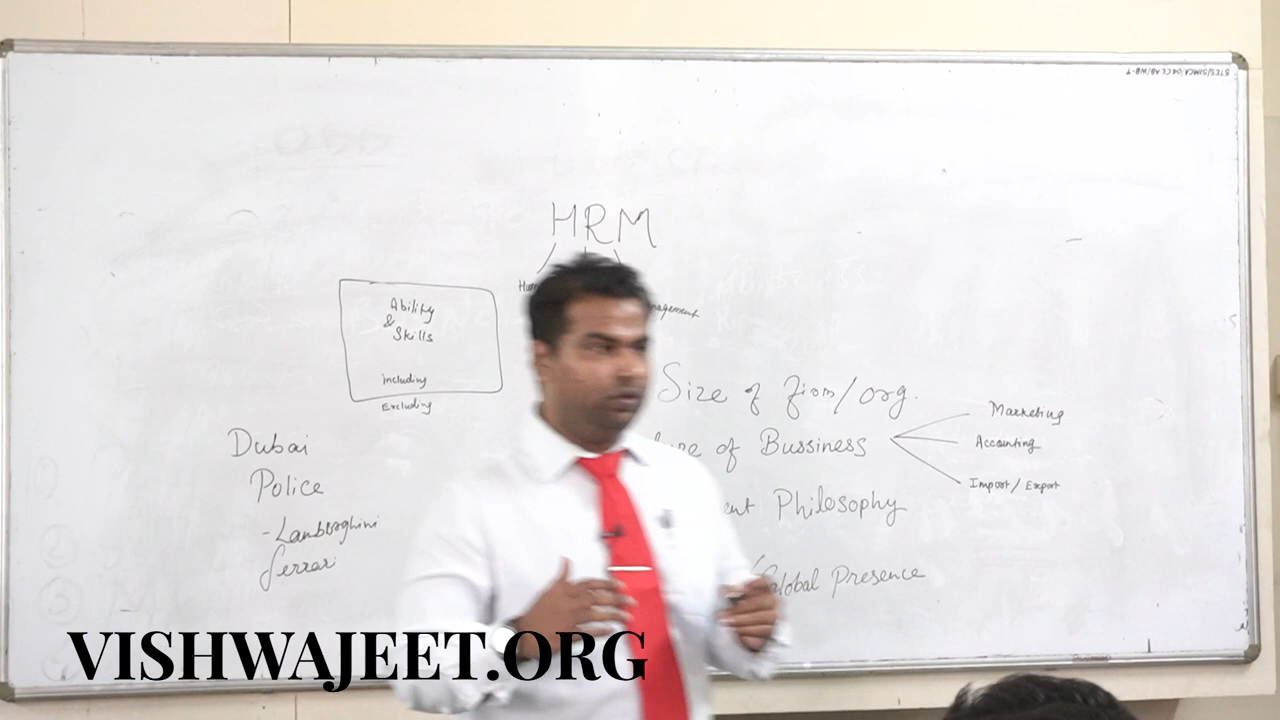 HRM
Ability
&
Skills
including
Excluding
Dubai
Police
- Lamborghini
ferrari
Size of firm/org.
of Bussiness
Marketing
Accounting
Import/Export
Philosophy
Global Presence
VISHWAJEET.ORG